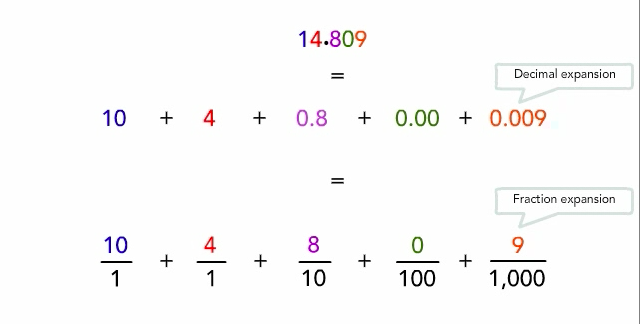 14.809
=
Decimal expansion
10 + 4 + 0.8 + 0.00 + 0.009
=
Fraction expansion
10/1 + 4/1 + 8/10 + 0/100 + 9/1,000